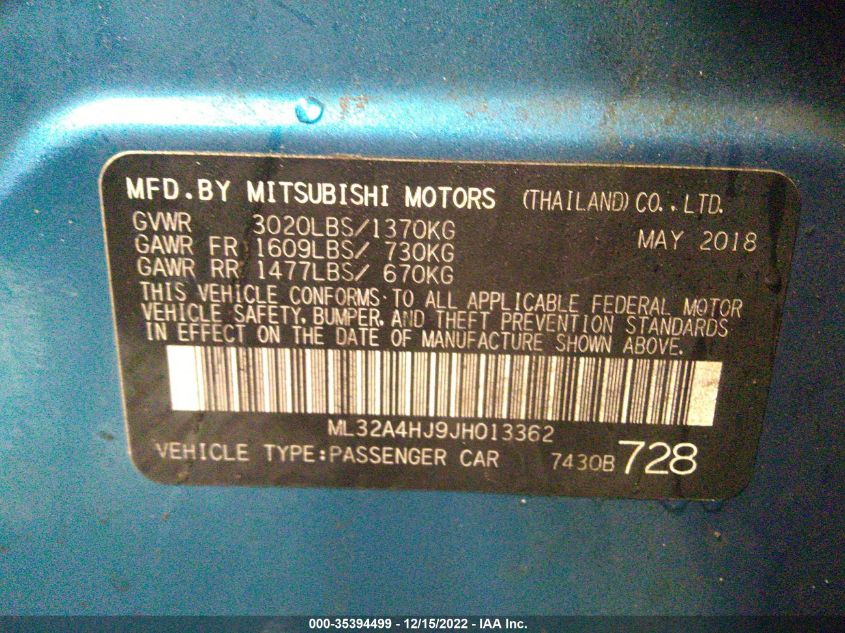 MFD.BY MITSUBISHI MOTORS (THAILAND) CO.,LTD.
GVWR 3020LBS/1370KG MAY 2018
GAWR FR 1609LBS/ 730KG
GAWR RR 1477LBS/ 670KG
THIS VEHICLE CONFORMS TO ALL APPLICABLE FEDERAL MOTOR
VEHICLE SAFETY, BUMPER, AND THEFT PREVENTION STANDARDS
IN EFFECT ON THE DATE OF MANUFACTURE SHOWN ABOVE.
ML32A4HJ9JH013362
VEHICLE TYPE:PASSENGER CAR 7430B 728
000-35394499 - 12/15/2022 - IAA Inc.